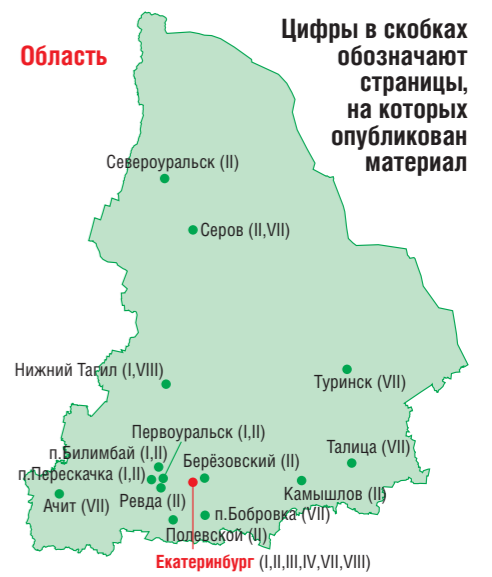 Цифры в скобках
обозначают
страницы,
на которых
опубликован
материал
Область
Североуральск (II)
Серов (II,VII)
Нижний Тагил (I,VIII)
Туринск (VII)
Первоуральск (I,II)
п.Билимбай (I,II)
Берёзовский (II)
Талица (VII)
п.Перескачка (I,II)
Ачит (VII)
Ревда (II)
Камышлов (II)
п.Бобровка (VII)
Полевской (II)
Екатеринбург (I,II,III,IV,VII,VIII)